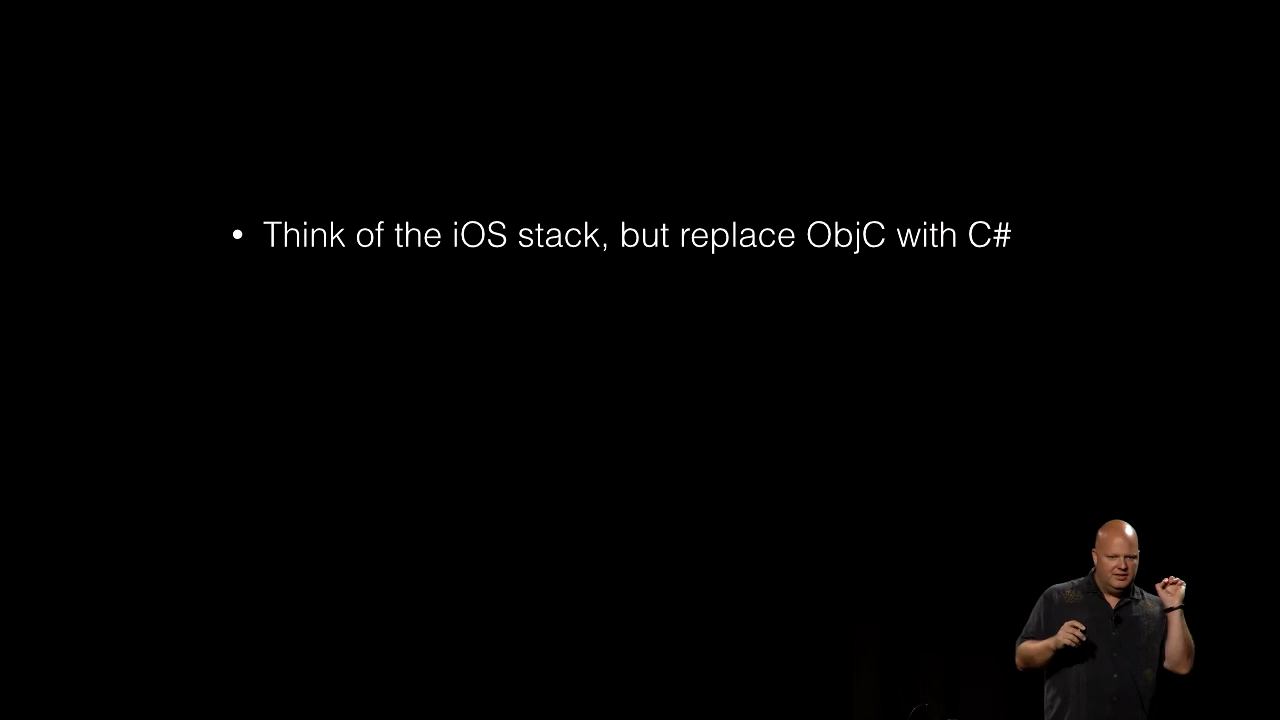 • Think of the iOS stack, but replace ObjC with C#